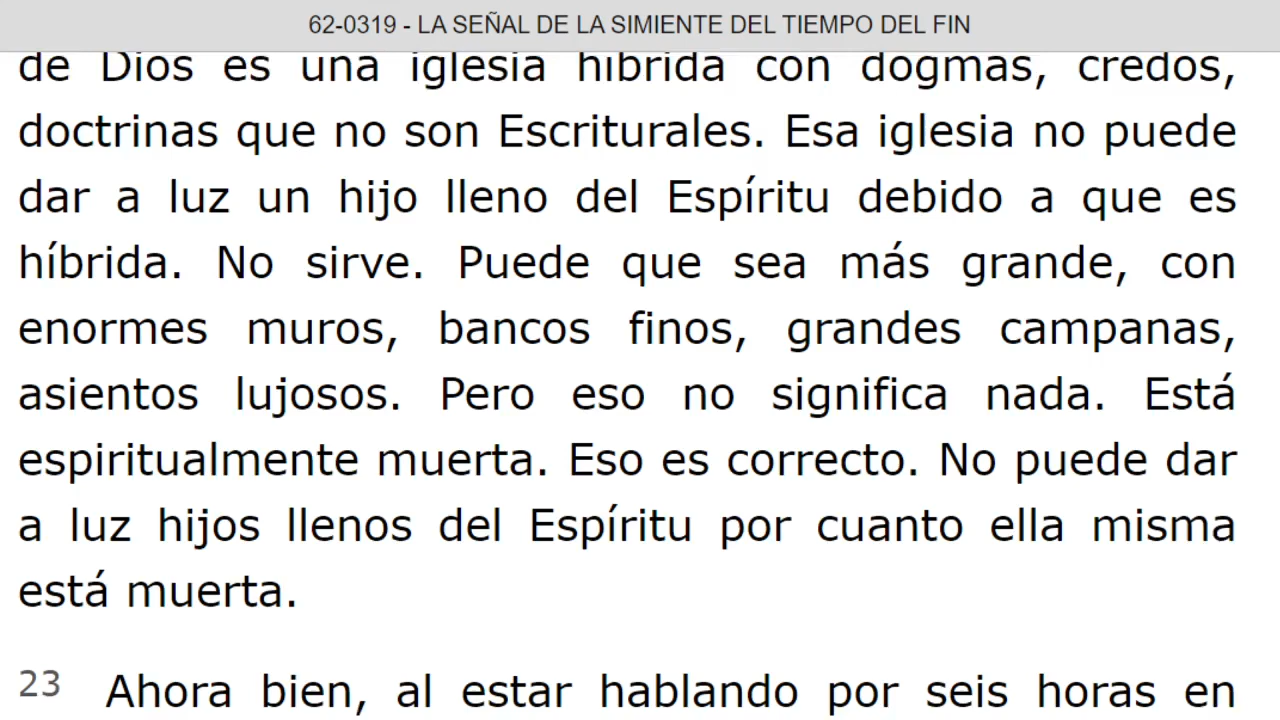 62-0319 - LA SEÑAL DE LA SIMIENTE DEL TIEMPO DEL FIN
de Dios es una iglesia híbrida con dogmas, credos,
doctrinas que no son Escriturales. Esa iglesia no puede
dar a luz un hijo lleno del Espíritu debido a que es
híbrida. No sirve. Puede que sea más grande, con
enormes muros, bancos finos, grandes campanas,
asientos lujosos. Pero eso no significa nada. Está
espiritualmente muerta. Eso es correcto. No puede dar
a luz hijos llenos del Espíritu por cuanto ella misma
está muerta.
23 Ahora bien, al estar hablando por seis horas en